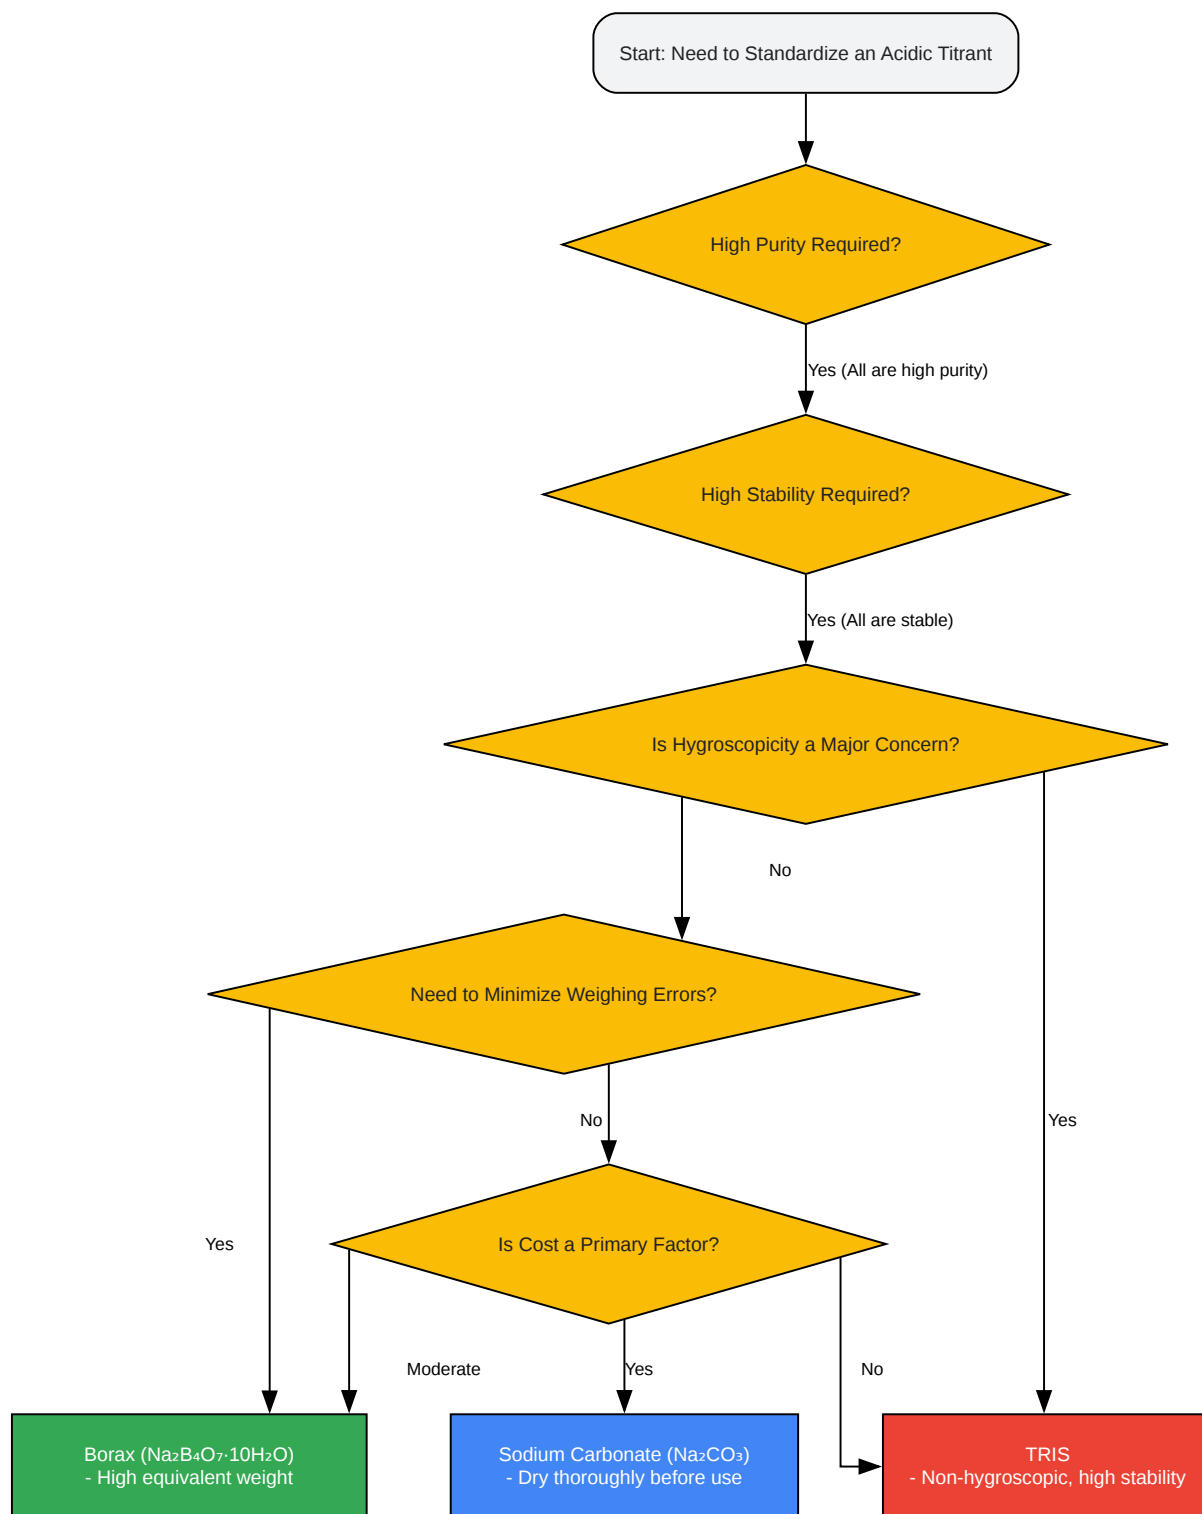 Start: Need to Standardize an Acidic Titrant
High Purity Required?
Yes (All are high purity)
High Stability Required?
Yes (All are stable)
Is Hygroscopicity a Major Concern?
No
Need to Minimize Weighing Errors?
No
Yes
Yes
Is Cost a Primary Factor?
Moderate
Yes
No
Borax (Na₂B₄O₇·10H₂O)
- High equivalent weight
Sodium Carbonate (Na₂CO₃)
- Dry thoroughly before use
TRIS
- Non-hygroscopic, high stability